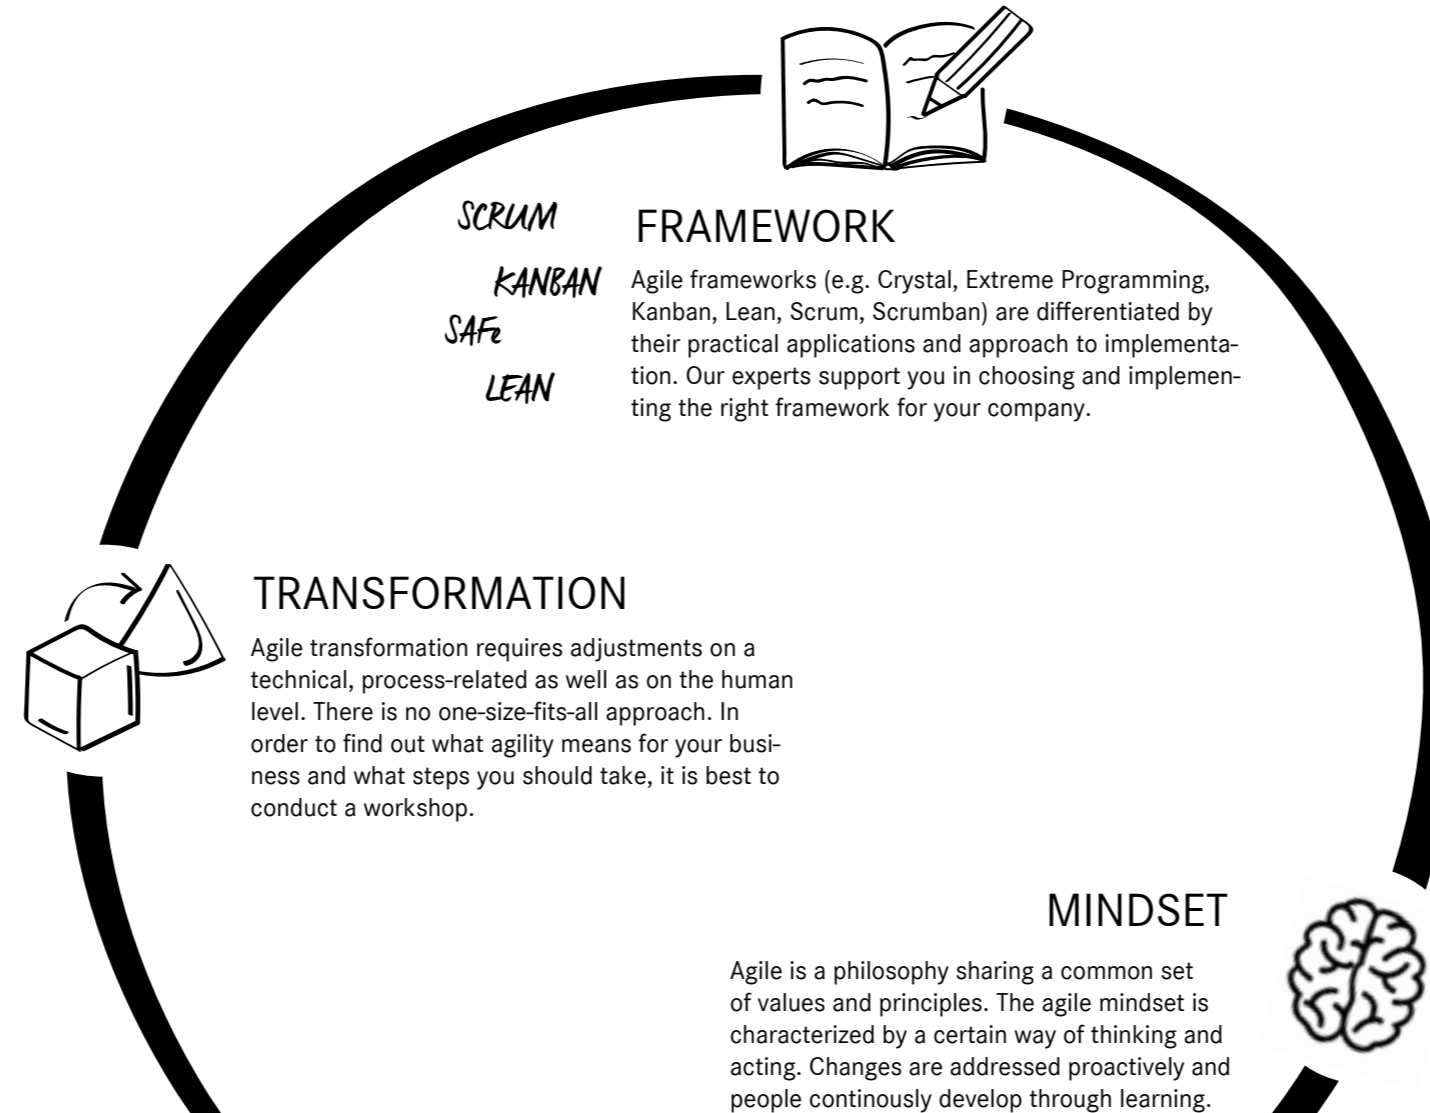 SCRUM
KANBAN
SAFe
LEAN
FRAMEWORK
Agile frameworks (e.g. Crystal, Extreme Programming,
Kanban, Lean, Scrum, Scrumban) are differentiated by
their practical applications and approach to implementa-
tion. Our experts support you in choosing and implemen-
ting the right framework for your company.
TRANSFORMATION
Agile transformation requires adjustments on a
technical, process-related as well as on the human
level. There is no one-size-fits-all approach. In
order to find out what agility means for your busi-
ness and what steps you should take, it is best to
conduct a workshop.
MINDSET
Agile is a philosophy sharing a common set
of values and principles. The agile mindset is
characterized by a certain way of thinking and
acting. Changes are addressed proactively and
people continously develop through learning.